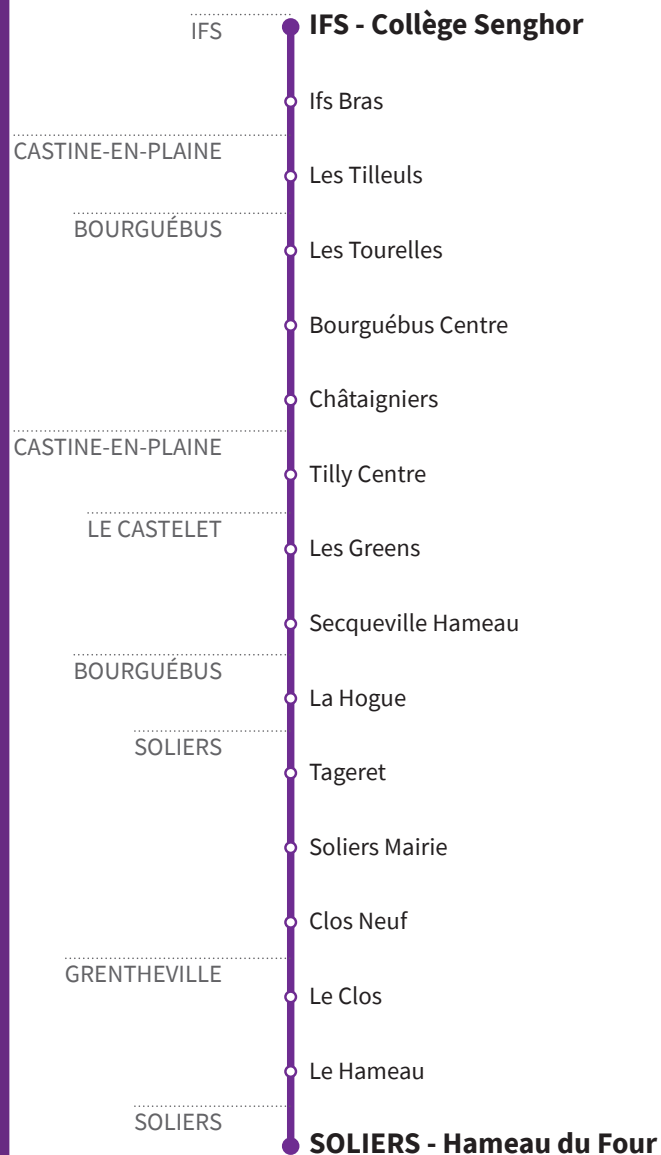 IFS
IFS - Collège Senghor
Ifs Bras
CASTINE-EN-PLAINE
Les Tilleuls
BOURGUÉBUS
Les Tourelles
Bourguébus Centre
Châtaigniers
CASTINE-EN-PLAINE
Tilly Centre
LE CASTELET
Les Greens
Secqueville Hameau
BOURGUÉBUS
La Hogue
SOLIERS
Tageret
Soliers Mairie
Clos Neuf
GRENTHEVILLE
Le Clos
Le Hameau
SOLIERS
SOLIERS - Hameau du Four